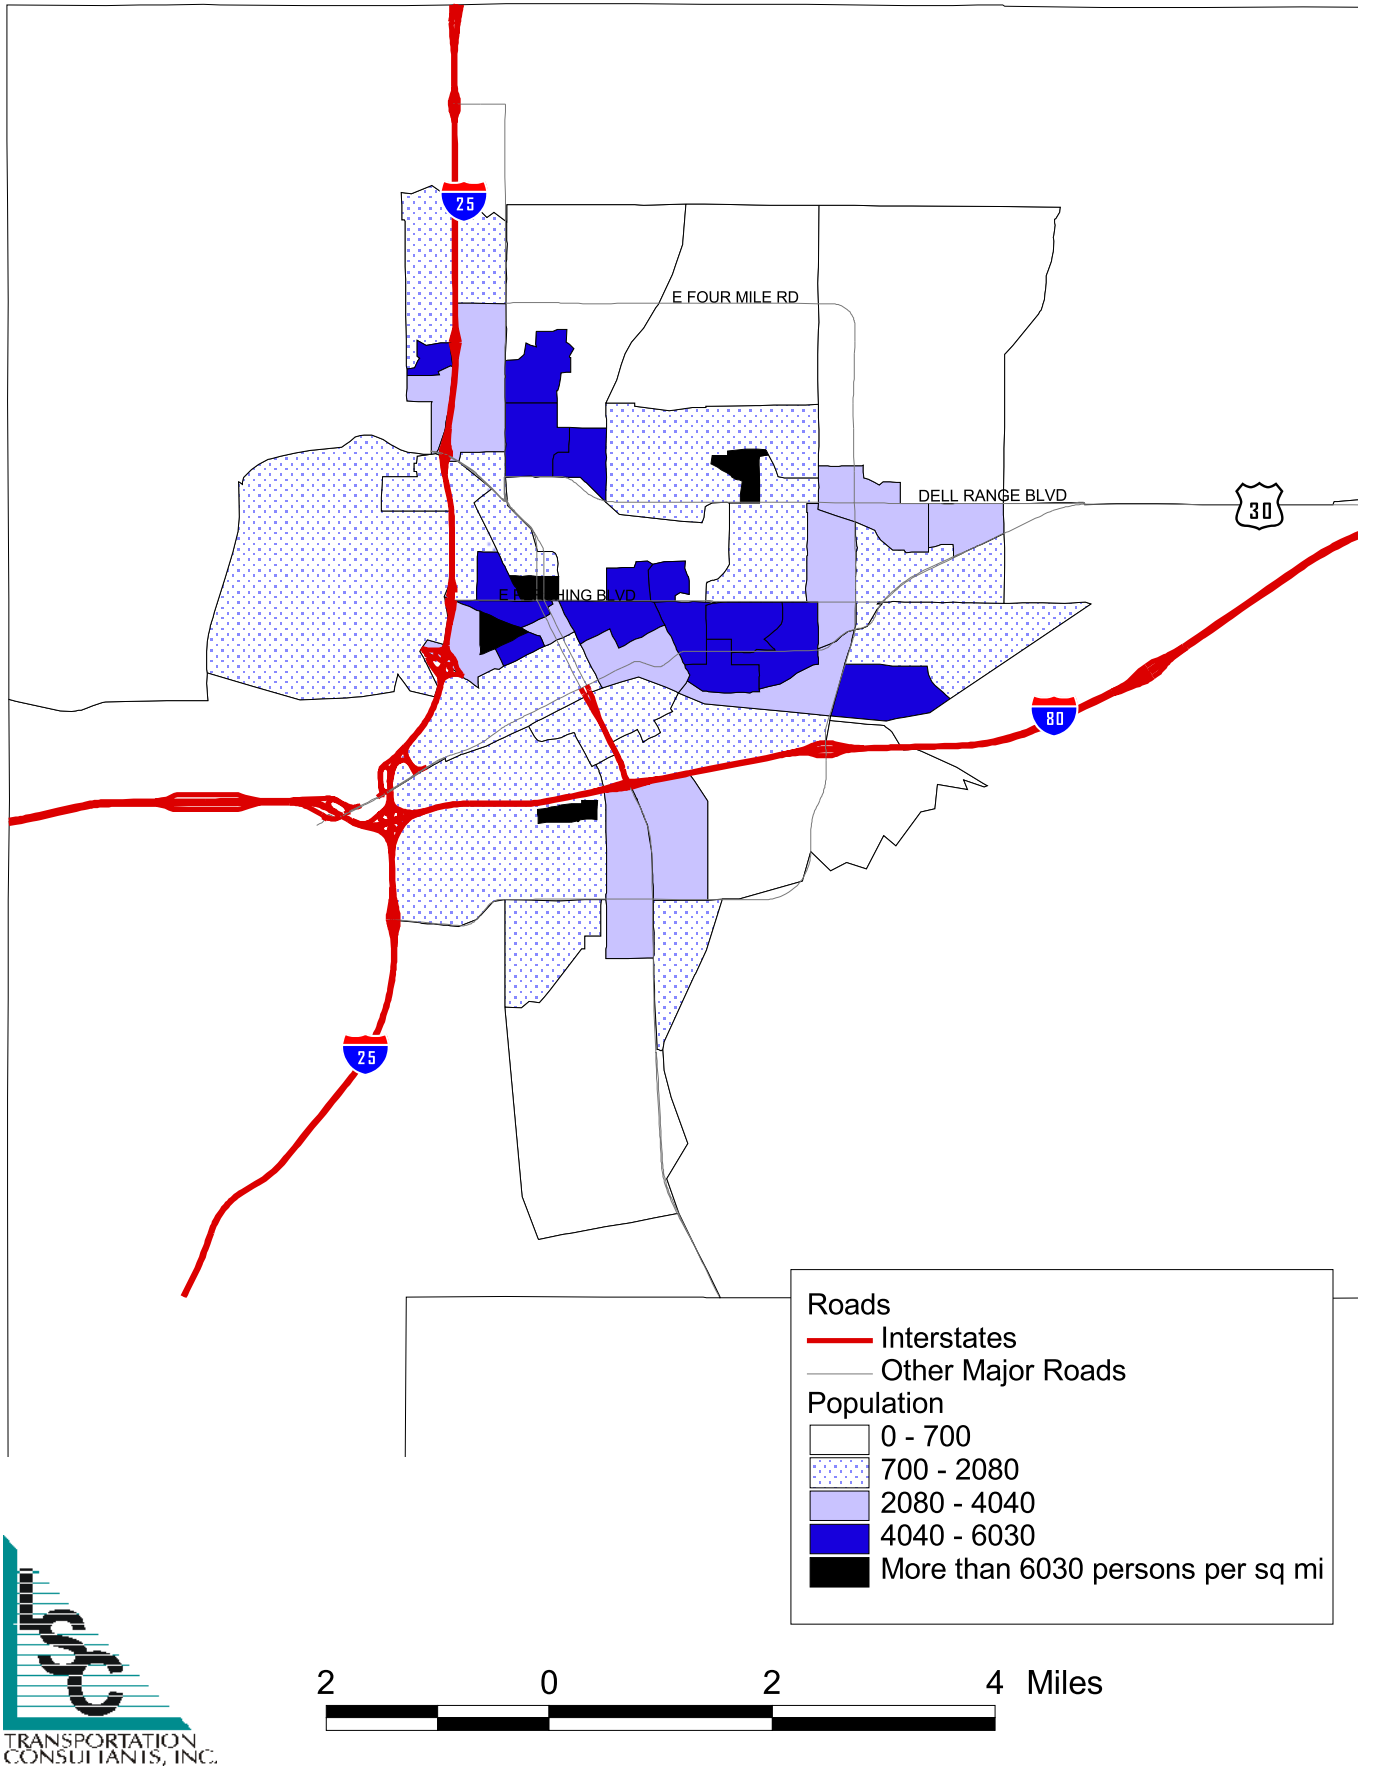 25
E FOUR MILE RD
DELL RANGE BLVD
30
BLVD
80
25
Roads
Interstates
Other Major Roads
Population
0 - 700
700 - 2080
2080 - 4040
4040 - 6030
More than 6030 persons per sq mi
2 0 2 4 Miles
LSC
TRANSPORTATION
CONSULTANTS, INC.